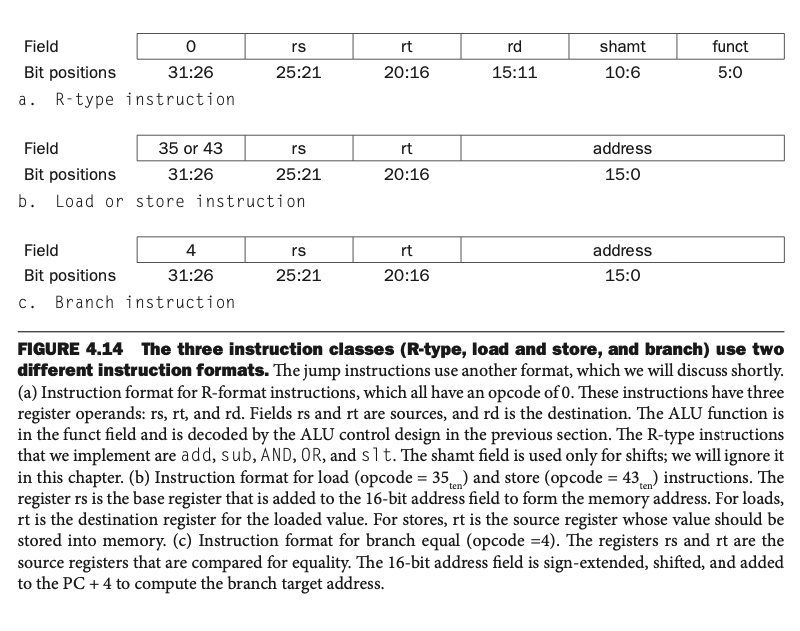 Field 0 rs rt rd shamt funct
Bit positions 31:26 25:21 20:16 15:11 10:6 5:0
a. R-type instruction
Field 35 or 43 rs rt address
Bit positions 31:26 25:21 20:16 15:0
b. Load or store instruction
Field 4 rs rt address
Bit positions 31:26 25:21 20:16 15:0
c. Branch instruction
FIGURE 4.14 The three instruction classes (R-type, load and store, and branch) use two
different instruction formats. The jump instructions use another format, which we will discuss shortly.
(a) Instruction format for R-format instructions, which all have an opcode of 0. These instructions have three
register operands: rs, rt, and rd. Fields rs and rt are sources, and rd is the destination. The ALU function is
in the funct field and is decoded by the ALU control design in the previous section. The R-type instructions
that we implement are add, sub, AND, OR, and slt. The shamt field is used only for shifts; we will ignore it
in this chapter. (b) Instruction format for load (opcode = 35ten) and store (opcode = 43ten) instructions. The
register rs is the base register that is added to the 16-bit address field to form the memory address. For loads,
rt is the destination register for the loaded value. For stores, rt is the source register whose value should be
stored into memory. (c) Instruction format for branch equal (opcode =4). The registers rs and rt are the
source registers that are compared for equality. The 16-bit address field is sign-extended, shifted, and added
to the PC + 4 to compute the branch target address.